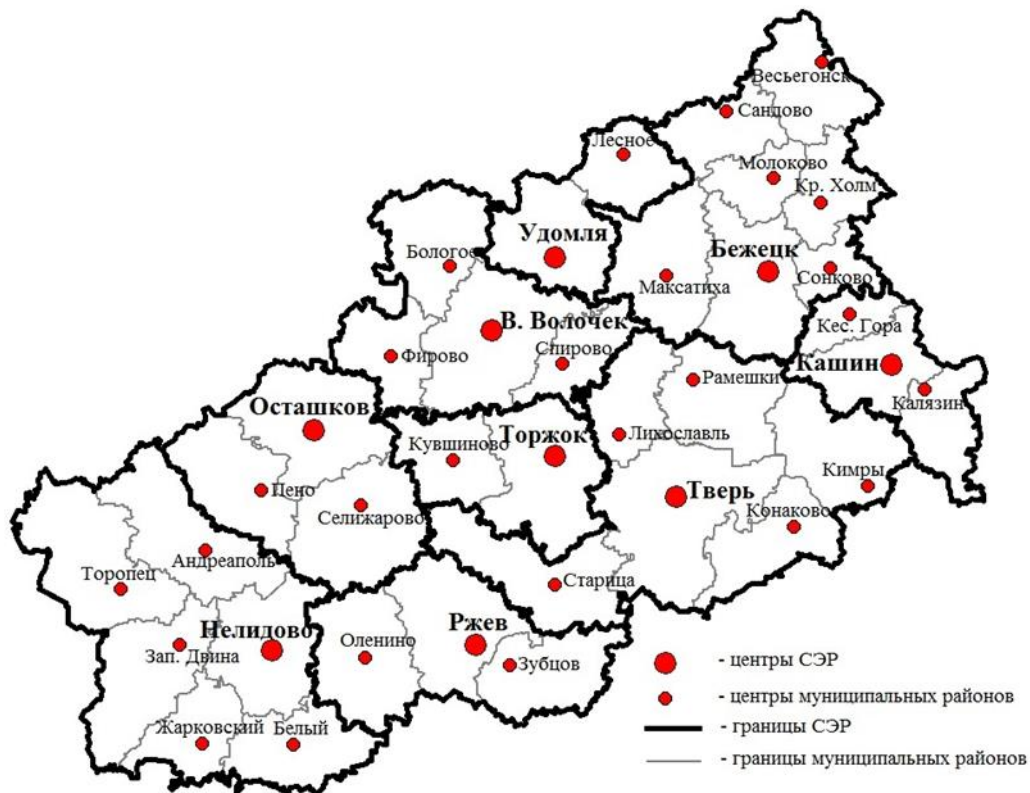 Весьегонск
Сандово
Лесное
Молоково
Кр. Холм
Удомля
Бежецк
Бологое
Максатиха
Сонково
Кес. Гора
В. Волочек
Спирово
Фирово
Кашин
Рамешки
Калязин
Осташков
Кувшиново
Торжок
Лихославль
Кимры
Пено
Селижарово
Тверь
Конаково
Андреаполь
Торопец
Старица
Нелидово
Зап. Двина
Оленино
Ржев
Зубцов
Жарковский
Белый
- центры СЭР
- центры муниципальных районов
- границы СЭР
- границы муниципальных районов